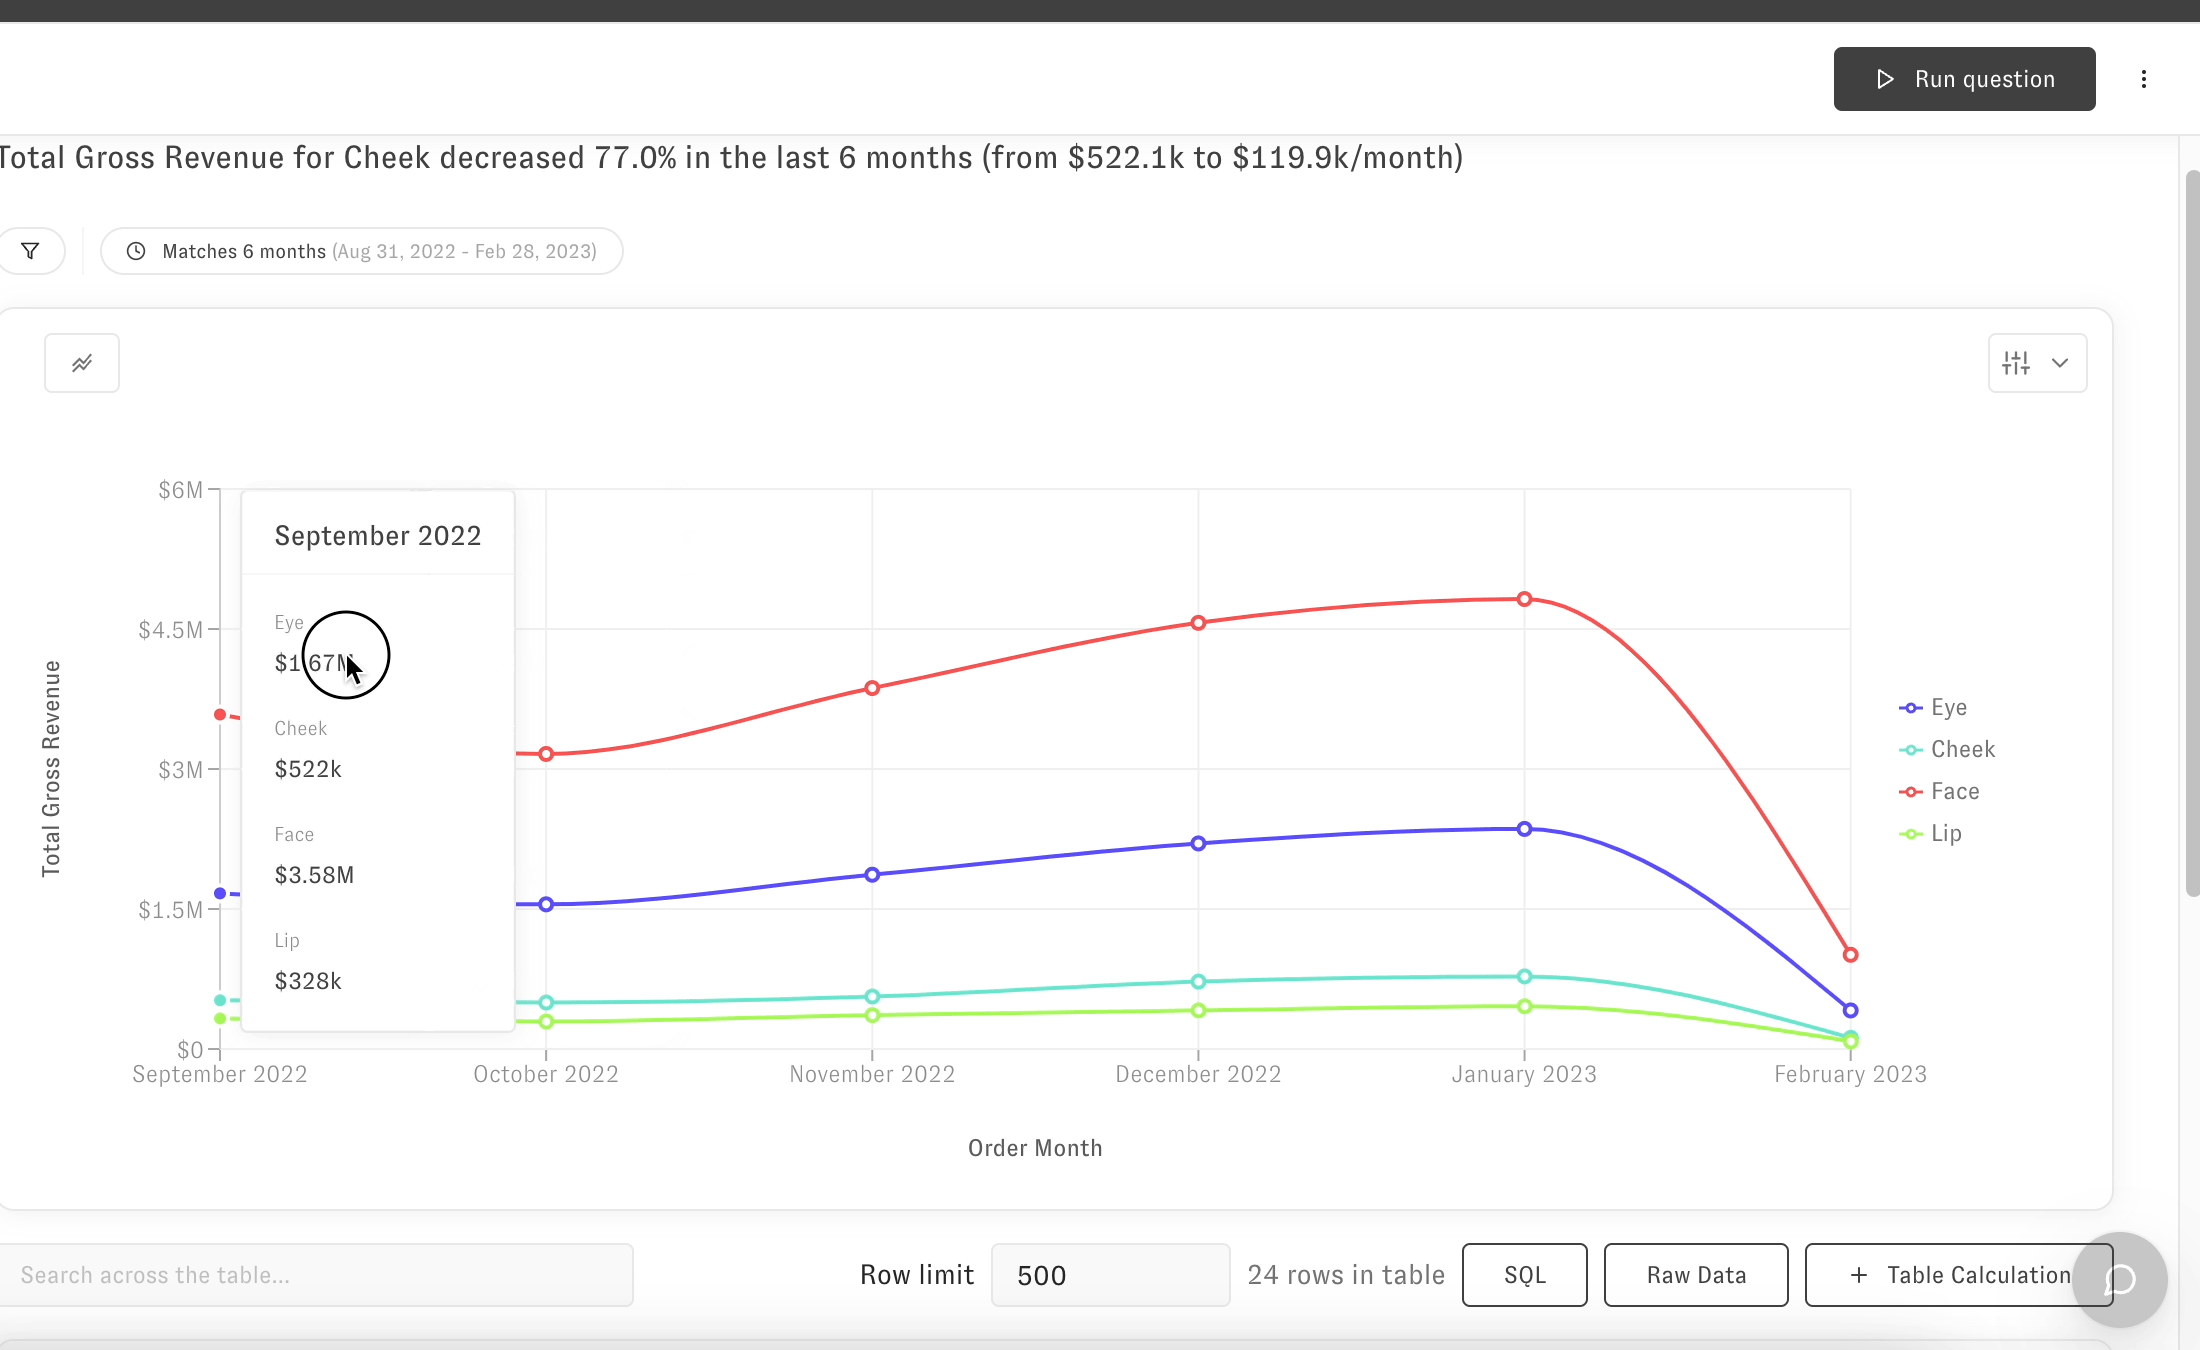 Run question
Total Gross Revenue for Cheek decreased 77.0% in the last 6 months (from $522.1k to $119.9k/month)
Matches 6 months (Aug 31, 2022 - Feb 28, 2023)
Total Gross Revenue
$6M
$4.5M
$3M
$1.5M
$0
September 2022
Eye
$1.67M
Cheek
$522k
Face
$3.58M
Lip
$328k
Eye
Cheek
Face
Lip
September 2022
October 2022
November 2022
December 2022
January 2023
February 2023
Order Month
Search across the table...
Row limit
500
24 rows in table
SQL
Raw Data
+ Table Calculation